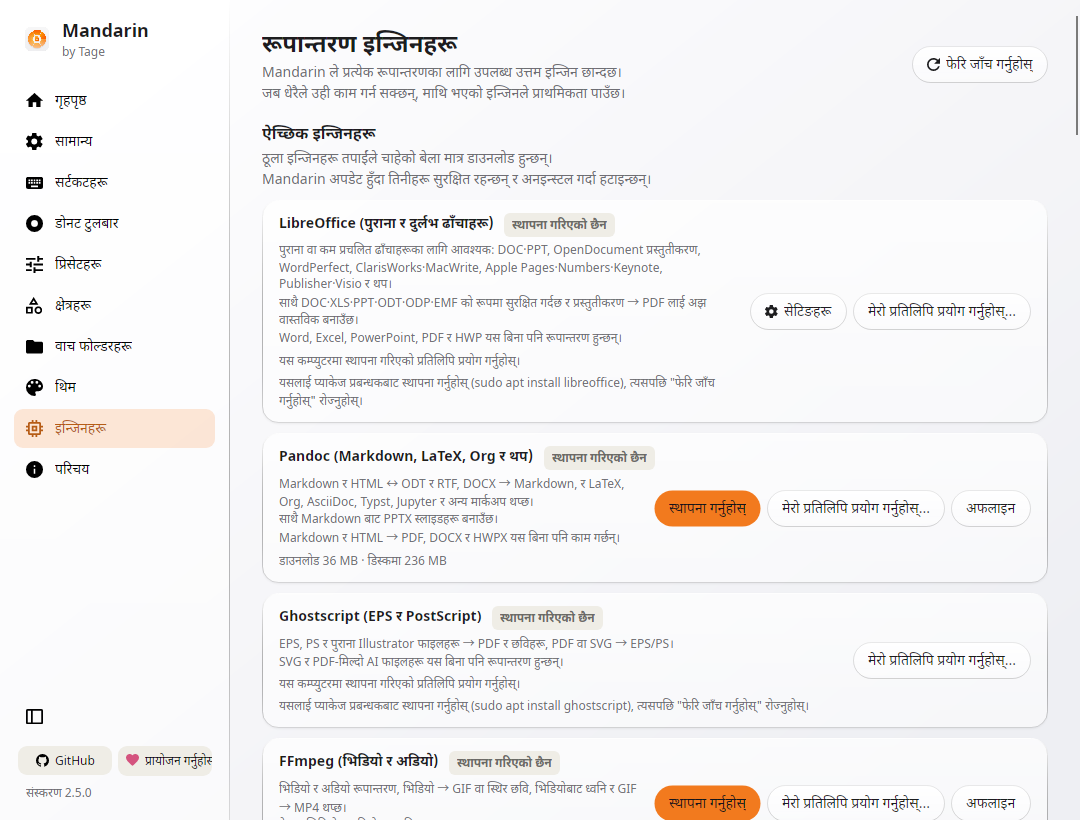 Mandarin
by Tage
गृहपृष्ठ
सामान्य
सर्टकटहरू
डोनट टुलबार
प्रिसेटहरू
क्षेत्रहरू
वाच फोल्डरहरू
थिम
इन्जिनहरू
परिचय
GitHub
प्रायोजन गर्नुहोस्
संस्करण 2.5.0
रूपान्तरण इन्जिनहरू
Mandarin ले प्रत्येक रूपान्तरणका लागि उपलब्ध उत्तम इन्जिन छान्दछ।
जब धेरैले उही काम गर्न सक्छन्, माथि भएको इन्जिनले प्राथमिकता पाउँछ।
फेरि जाँच गर्नुहोस्
ऐच्छिक इन्जिनहरू
ठूला इन्जिनहरू तपाईंले चाहेको बेला मात्र डाउनलोड हुन्छन्।
Mandarin अपडेट हुँदा तिनीहरू सुरक्षित रहन्छन् र अनइन्स्टल गर्दा हटाइन्छन्।
LibreOffice (पुराना र दुर्लभ ढाँचाहरू)
स्थापना गरिएको छैन
पुराना वा कम प्रचलित ढाँचाहरूका लागि आवश्यक: DOC·PPT, OpenDocument प्रस्तुतीकरण,
WordPerfect, ClarisWorks·MacWrite, Apple Pages·Numbers·Keynote,
Publisher·Visio र थप।
साथै DOC·XLS·PPT·ODT·ODP·EMF को रूपमा सुरक्षित गर्दछ र प्रस्तुतीकरण → PDF लाई अझ
वास्तविक बनाउँछ।
Word, Excel, PowerPoint, PDF र HWP यस बिना पनि रूपान्तरण हुन्छन्।
यस कम्प्युटरमा स्थापना गरिएको प्रतिलिपि प्रयोग गर्नुहोस्।
यसलाई प्याकेज प्रबन्धकबाट स्थापना गर्नुहोस् (sudo apt install libreoffice), त्यसपछि "फेरि जाँच
गर्नुहोस्" रोज्नुहोस्।
सेटिङहरू
मेरो प्रतिलिपि प्रयोग गर्नुहोस्...
Pandoc (Markdown, LaTeX, Org र थप)
स्थापना गरिएको छैन
Markdown र HTML ↔ ODT र RTF, DOCX → Markdown, र LaTeX,
Org, AsciiDoc, Typst, Jupyter र अन्य मार्कअप थप्छ।
साथै Markdown बाट PPTX स्लाइडहरू बनाउँछ।
Markdown र HTML → PDF, DOCX र HWPX यस बिना पनि काम गर्छन्।
डाउनलोड 36 MB · डिस्कमा 236 MB
स्थापना गर्नुहोस्
मेरो प्रतिलिपि प्रयोग गर्नुहोस्...
अफलाइन
Ghostscript (EPS र PostScript)
स्थापना गरिएको छैन
EPS, PS र पुराना Illustrator फाइलहरू → PDF र छविहरू, PDF वा SVG → EPS/PS।
SVG र PDF-मिल्दो AI फाइलहरू यस बिना पनि रूपान्तरण हुन्छन्।
यस कम्प्युटरमा स्थापना गरिएको प्रतिलिपि प्रयोग गर्नुहोस्।
यसलाई प्याकेज प्रबन्धकबाट स्थापना गर्नुहोस् (sudo apt install ghostscript), त्यसपछि "फेरि जाँच गर्नुहोस्" रोज्नुहोस्।
मेरो प्रतिलिपि प्रयोग गर्नुहोस्...
FFmpeg (भिडियो र अडियो)
स्थापना गरिएको छैन
भिडियो र अडियो रूपान्तरण, भिडियो → GIF वा स्थिर छवि, भिडियोबाट ध्वनि र GIF
→ MP4 थप्छ।
स्थापना गर्नुहोस्
मेरो प्रतिलिपि प्रयोग गर्नुहोस्...
अफलाइन